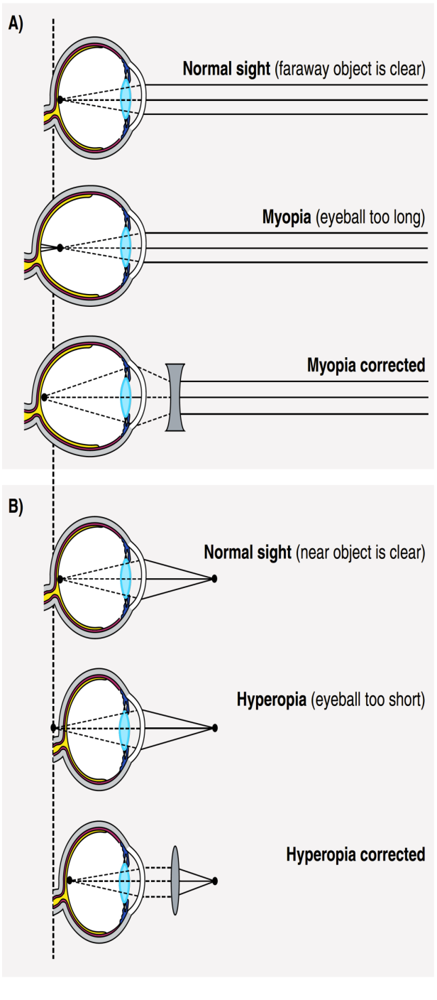 A)
Normal sight (faraway object is clear)
Myopia (eyeball too long)
Myopia corrected
B)
Normal sight (near object is clear)
Hyperopia (eyeball too short)
Hyperopia corrected